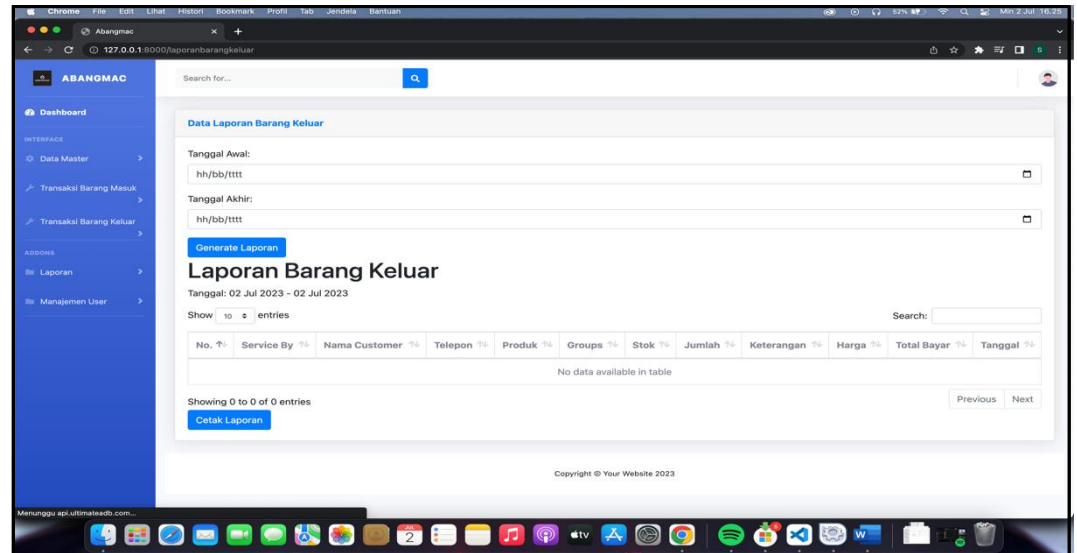 Chrome File Edit Lihat Histori Bookmark Profil Tab Jendela Bantuan 52% Min 2 Jul 16.25
Abangmac
127.0.0.1:8000/laporanbarangkeluar
ABANGMAC
Search for...
Dashboard
INTERFACE
Data Master
Transaksi Barang Masuk
Transaksi Barang Keluar
ADDONS
Laporan
Manajemen User
Data Laporan Barang Keluar
Tanggal Awal:
hh/bb/tttt
Tanggal Akhir:
hh/bb/tttt
Generate Laporan
Laporan Barang Keluar
Tanggal: 02 Jul 2023 - 02 Jul 2023
Show 10 entries Search:
No. Service By Nama Customer Telepon Produk Groups Stok Jumlah Keterangan Harga Total Bayar Tanggal
No data available in table
Showing 0 to 0 of 0 entries Previous Next
Cetak Laporan
Copyright © Your Website 2023
Menunggu api.ultimateadb.com...
JUL
2
tv
W